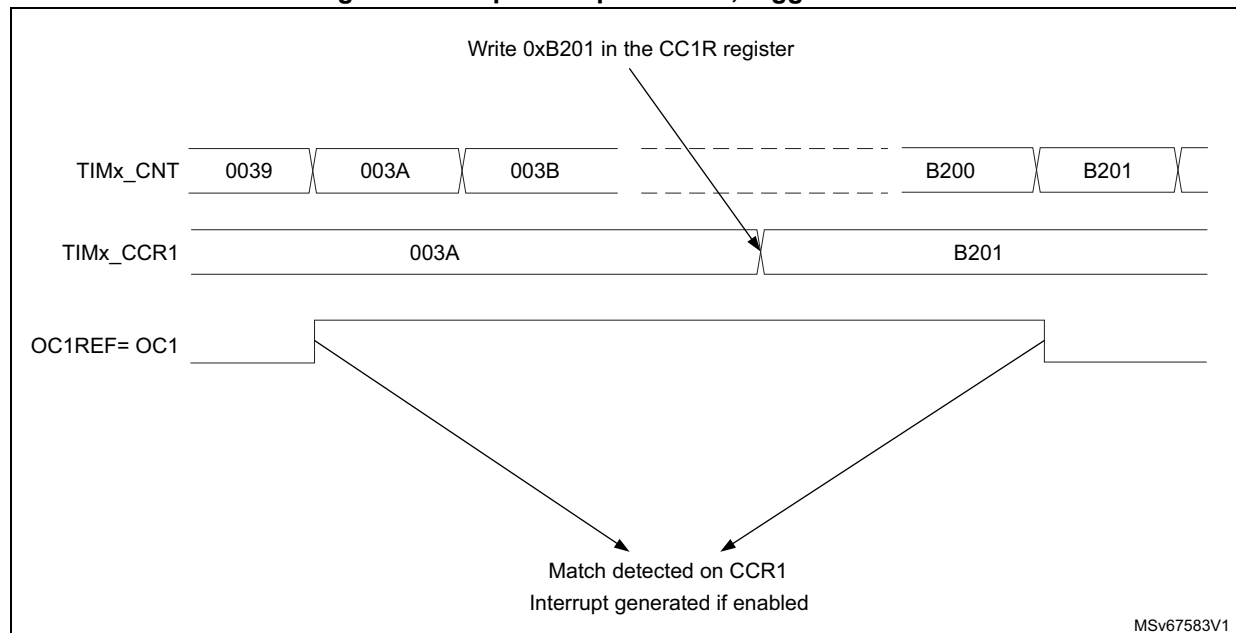 Write 0xB201 in the CC1R register
TIMx_CNT 0039 003A 003B B200 B201
TIMx_CCR1 003A B201
OC1REF= OC1
Match detected on CCR1
Interrupt generated if enabled
MSv67583V1